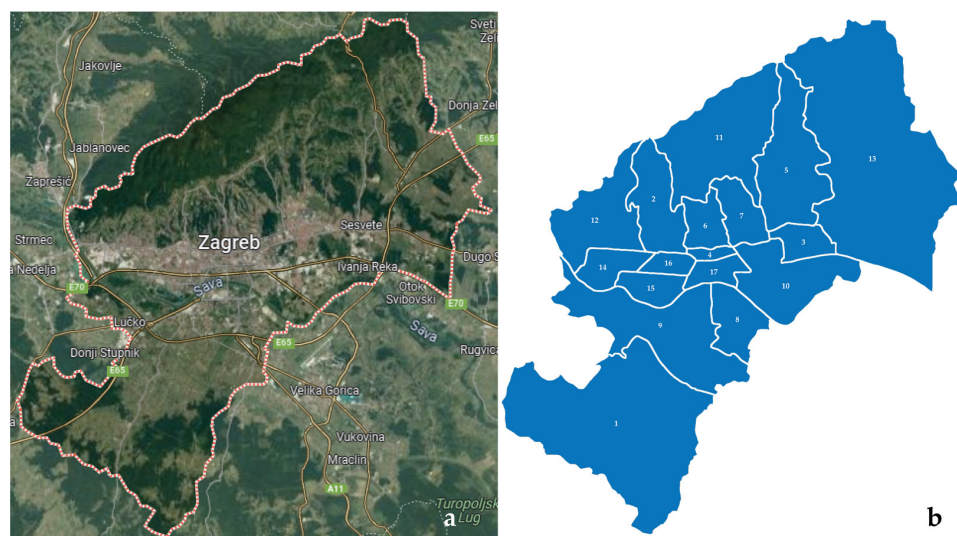 Sveti
Zel
Jakovlje
Donja Zel
E65
Jablanovec
Zaprešić
Sesvete
Strmec
Zagreb
Dugo S
a Nedelja
Ivanja Reka
E70
Sava
Otok
Svibovski
E70
Lučko
Sava
Donji Stupnik
E65
Rugvica
E65
Velika Gorica
Vukovina
Mraclin
A11
Turopoljsk
Lug
a
11
13
5
2
7
12
6
3
4
16
14
17
15
10
9
8
1
b